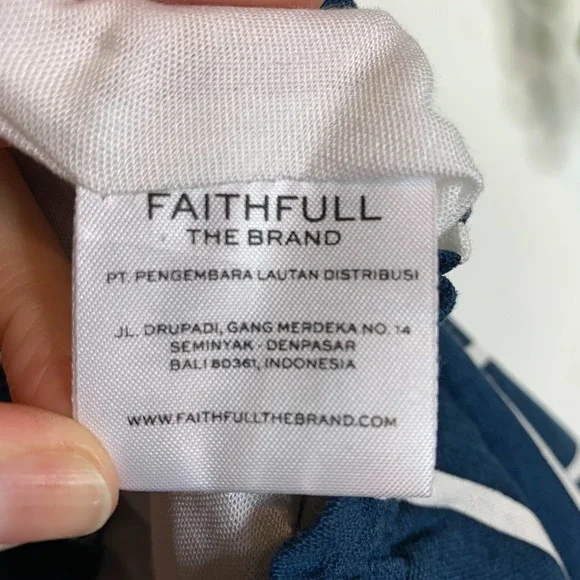 FAITHFULL
THE BRAND
PT. PENGEMBARA LAUTAN DISTRIBUSI
JL. DRUPADI, GANG MERDEKA NO. 14
SEMINYAK - DENPASAR
BALI 80361, INDONESIA
WWW.FAITHFULLTHEBRAND.COM